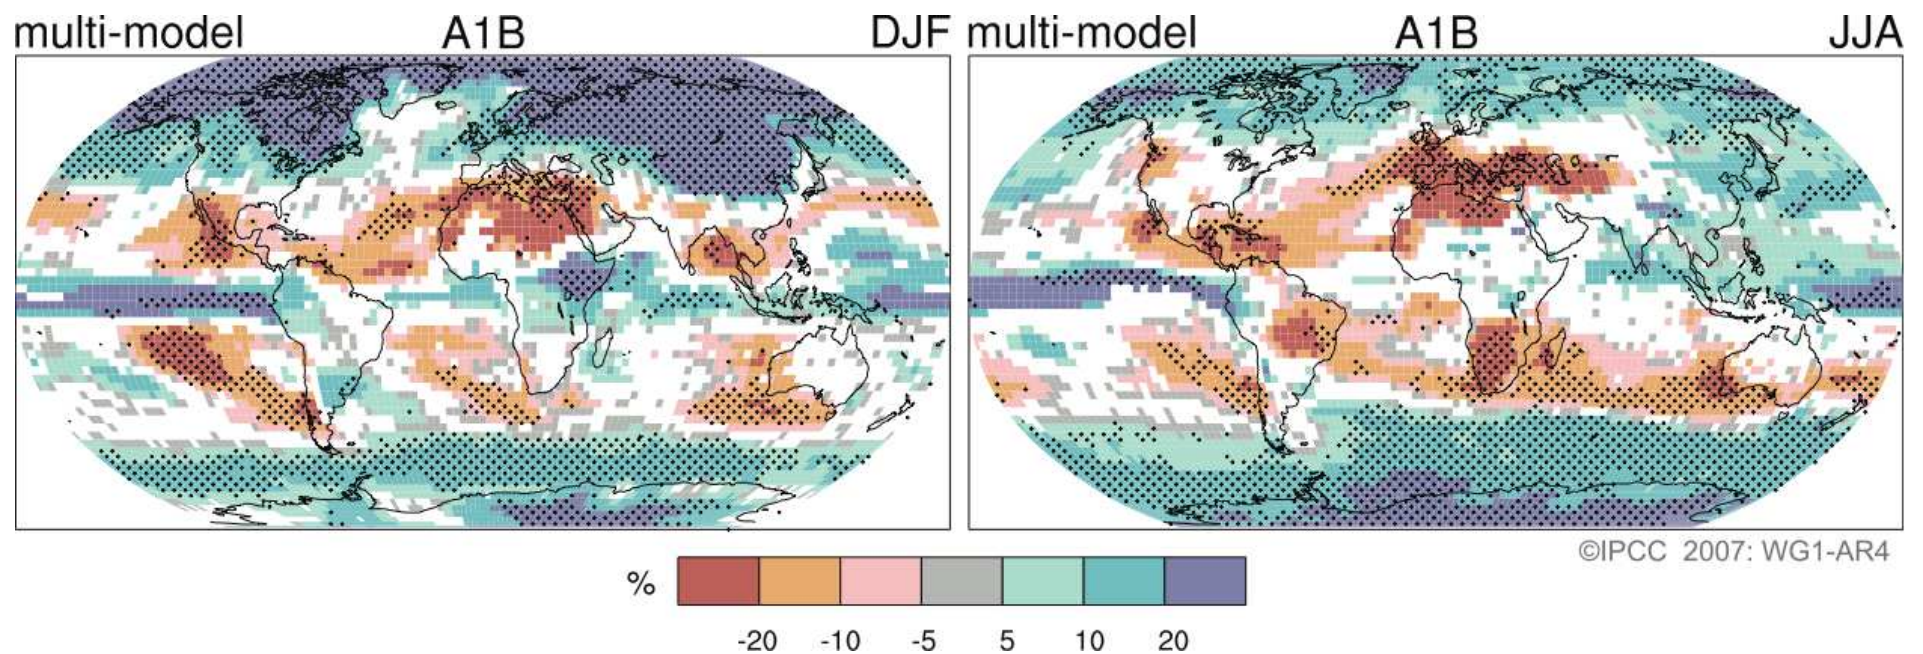 multi-model A1B DJF
multi-model A1B JJA
©IPCC 2007: WG1-AR4
%
-20 -10 -5 5 10 20